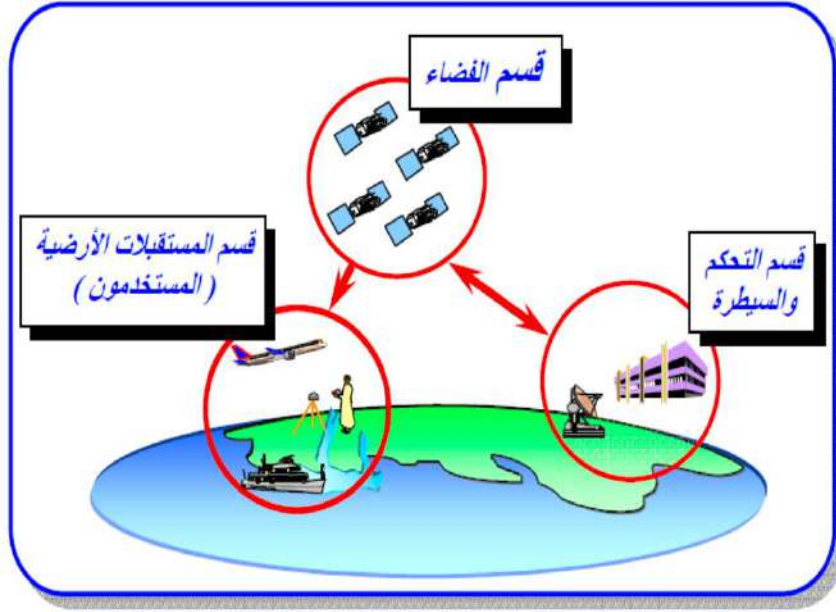 قسم الفضاء
قسم المستقبلات الأرضية
( المستخدمون )
قسم التحكم
والسيطرة